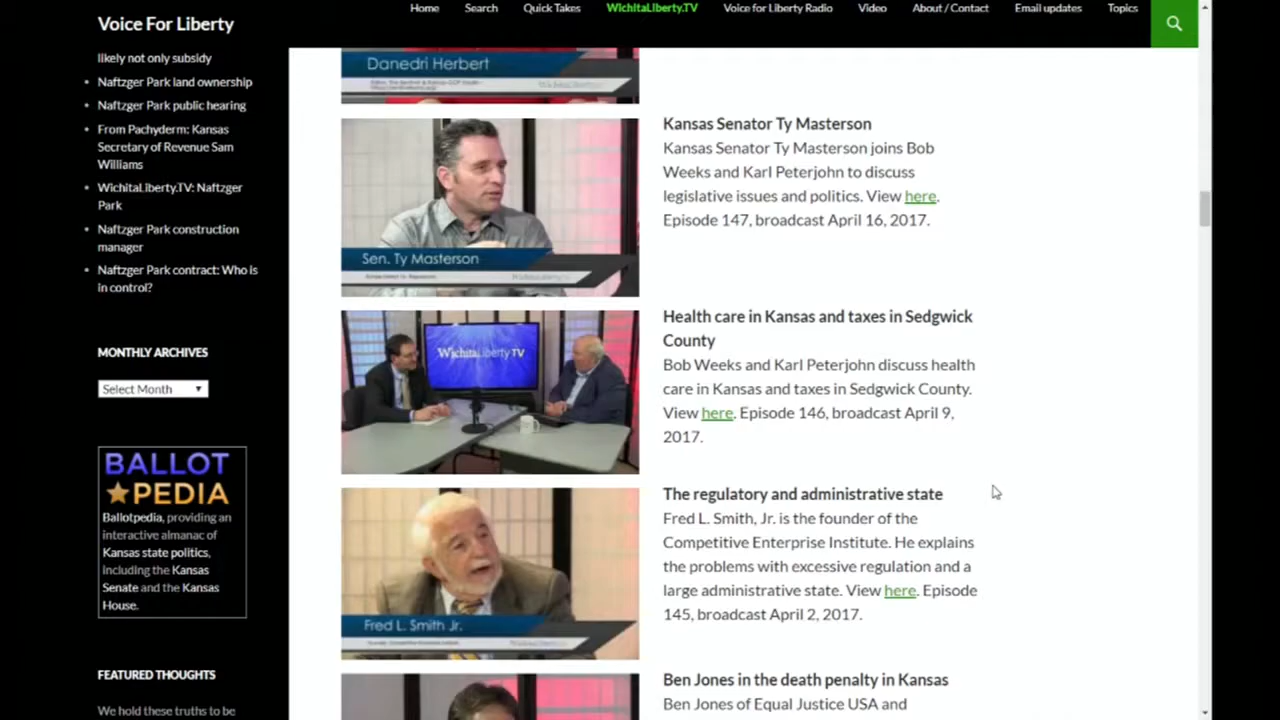 Home Search Quick Takes WichitaLiberty.TV Voice for Liberty Radio Video About / Contact Email updates Topics
Voice For Liberty
likely not only subsidy
Naftzger Park land ownership
Naftzger Park public hearing
From Pachyderm: Kansas
Secretary of Revenue Sam
Williams
WichitaLiberty.TV: Naftzger
Park
Naftzger Park construction
manager
Naftzger Park contract: Who is
in control?
MONTHLY ARCHIVES
Select Month
BALLOT
PEDIA
Ballotpedia, providing an
interactive almanac of
Kansas state politics,
including the Kansas
Senate and the Kansas
House.
FEATURED THOUGHTS
We hold these truths to be
Danedri Herbert
Kansas Senator Ty Masterson
Kansas Senator Ty Masterson joins Bob
Weeks and Karl Peterjohn to discuss
legislative issues and politics. View here.
Episode 147, broadcast April 16, 2017.
Sen. Ty Masterson
Health care in Kansas and taxes in Sedgwick
County
Bob Weeks and Karl Peterjohn discuss health
care in Kansas and taxes in Sedgwick County.
View here. Episode 146, broadcast April 9,
2017.
WichitaLiberty TV
The regulatory and administrative state
Fred L. Smith, Jr. is the founder of the
Competitive Enterprise Institute. He explains
the problems with excessive regulation and a
large administrative state. View here. Episode
145, broadcast April 2, 2017.
Fred L. Smith Jr.
Ben Jones in the death penalty in Kansas
Ben Jones of Equal Justice USA and